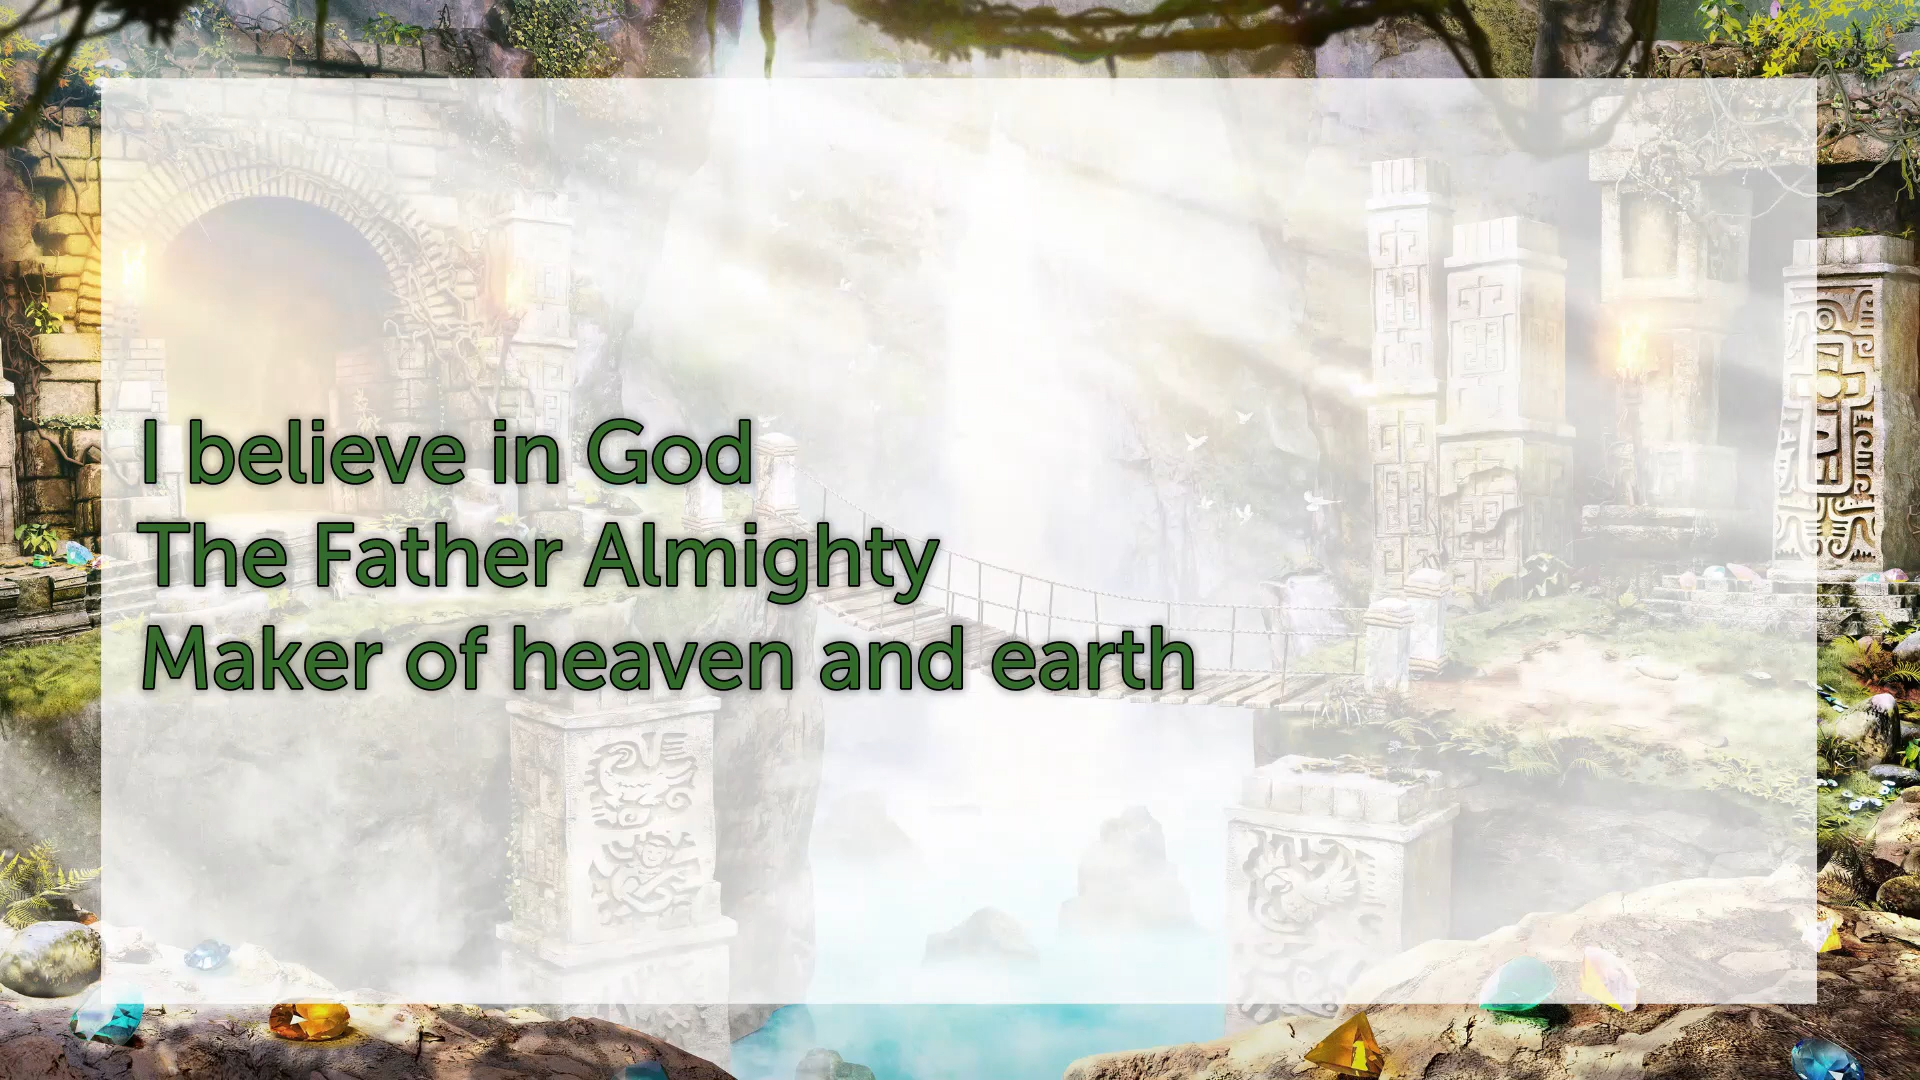 I believe in God
The Father Almighty
Maker of heaven and earth